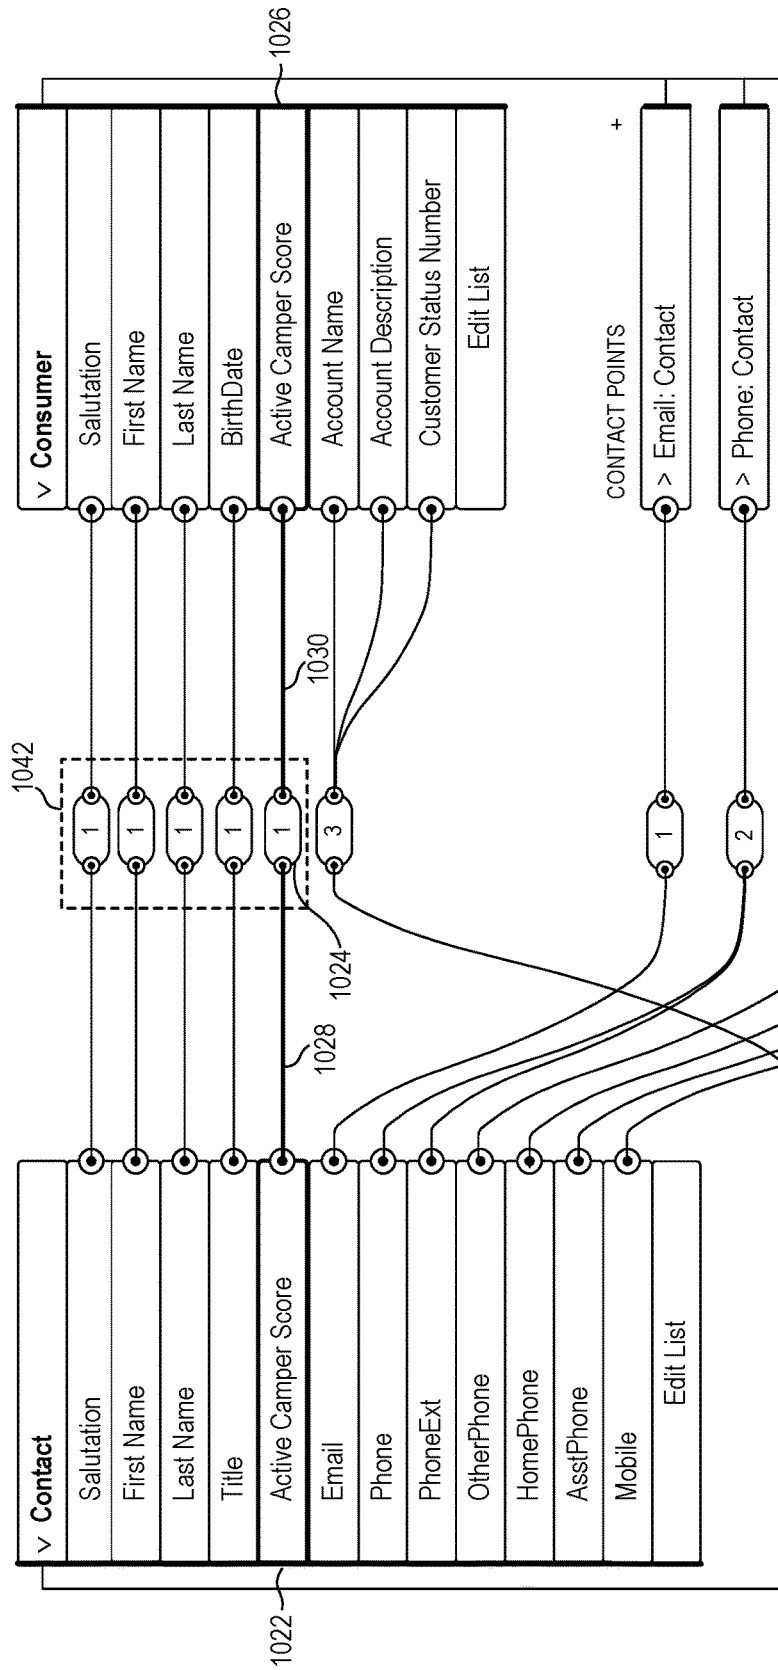 ∨ Contact
Salutation
First Name
Last Name
Title
Active Camper Score
Email
Phone
PhoneExt
OtherPhone
HomePhone
AsstPhone
Mobile
Edit List
1022
1028
1024
1042
1
1
1
1
1
3
1
2
1030
∨ Consumer
Salutation
First Name
Last Name
BirthDate
Active Camper Score
Account Name
Account Description
Customer Status Number
Edit List
1026
CONTACT POINTS +
> Email: Contact
> Phone: Contact